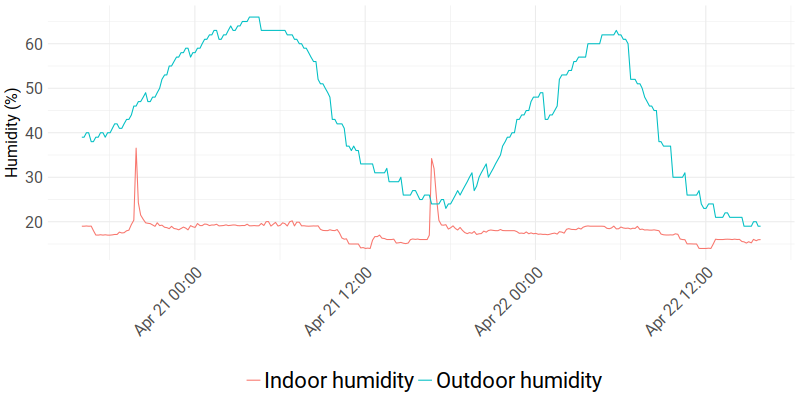 Humidity (%)
60
50
40
30
20
Apr 21 00:00
Apr 21 12:00
Apr 22 00:00
Apr 22 12:00
Indoor humidity
Outdoor humidity